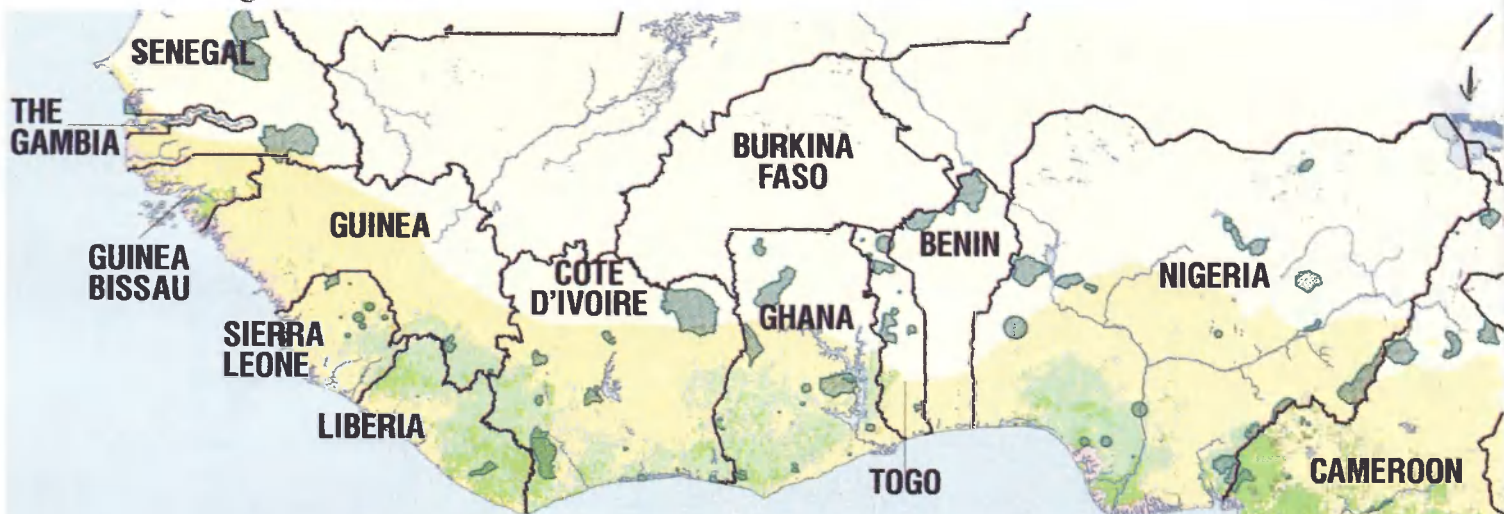 SENEGAL
THE
GAMBIA
BURKINA
FASO
GUINEA
BENIN
GUINEA
BISSAU
COTE
D'IVOIRE
NIGERIA
GHANA
SIERRA
LEONE
LIBERIA
TOGO
CAMEROON